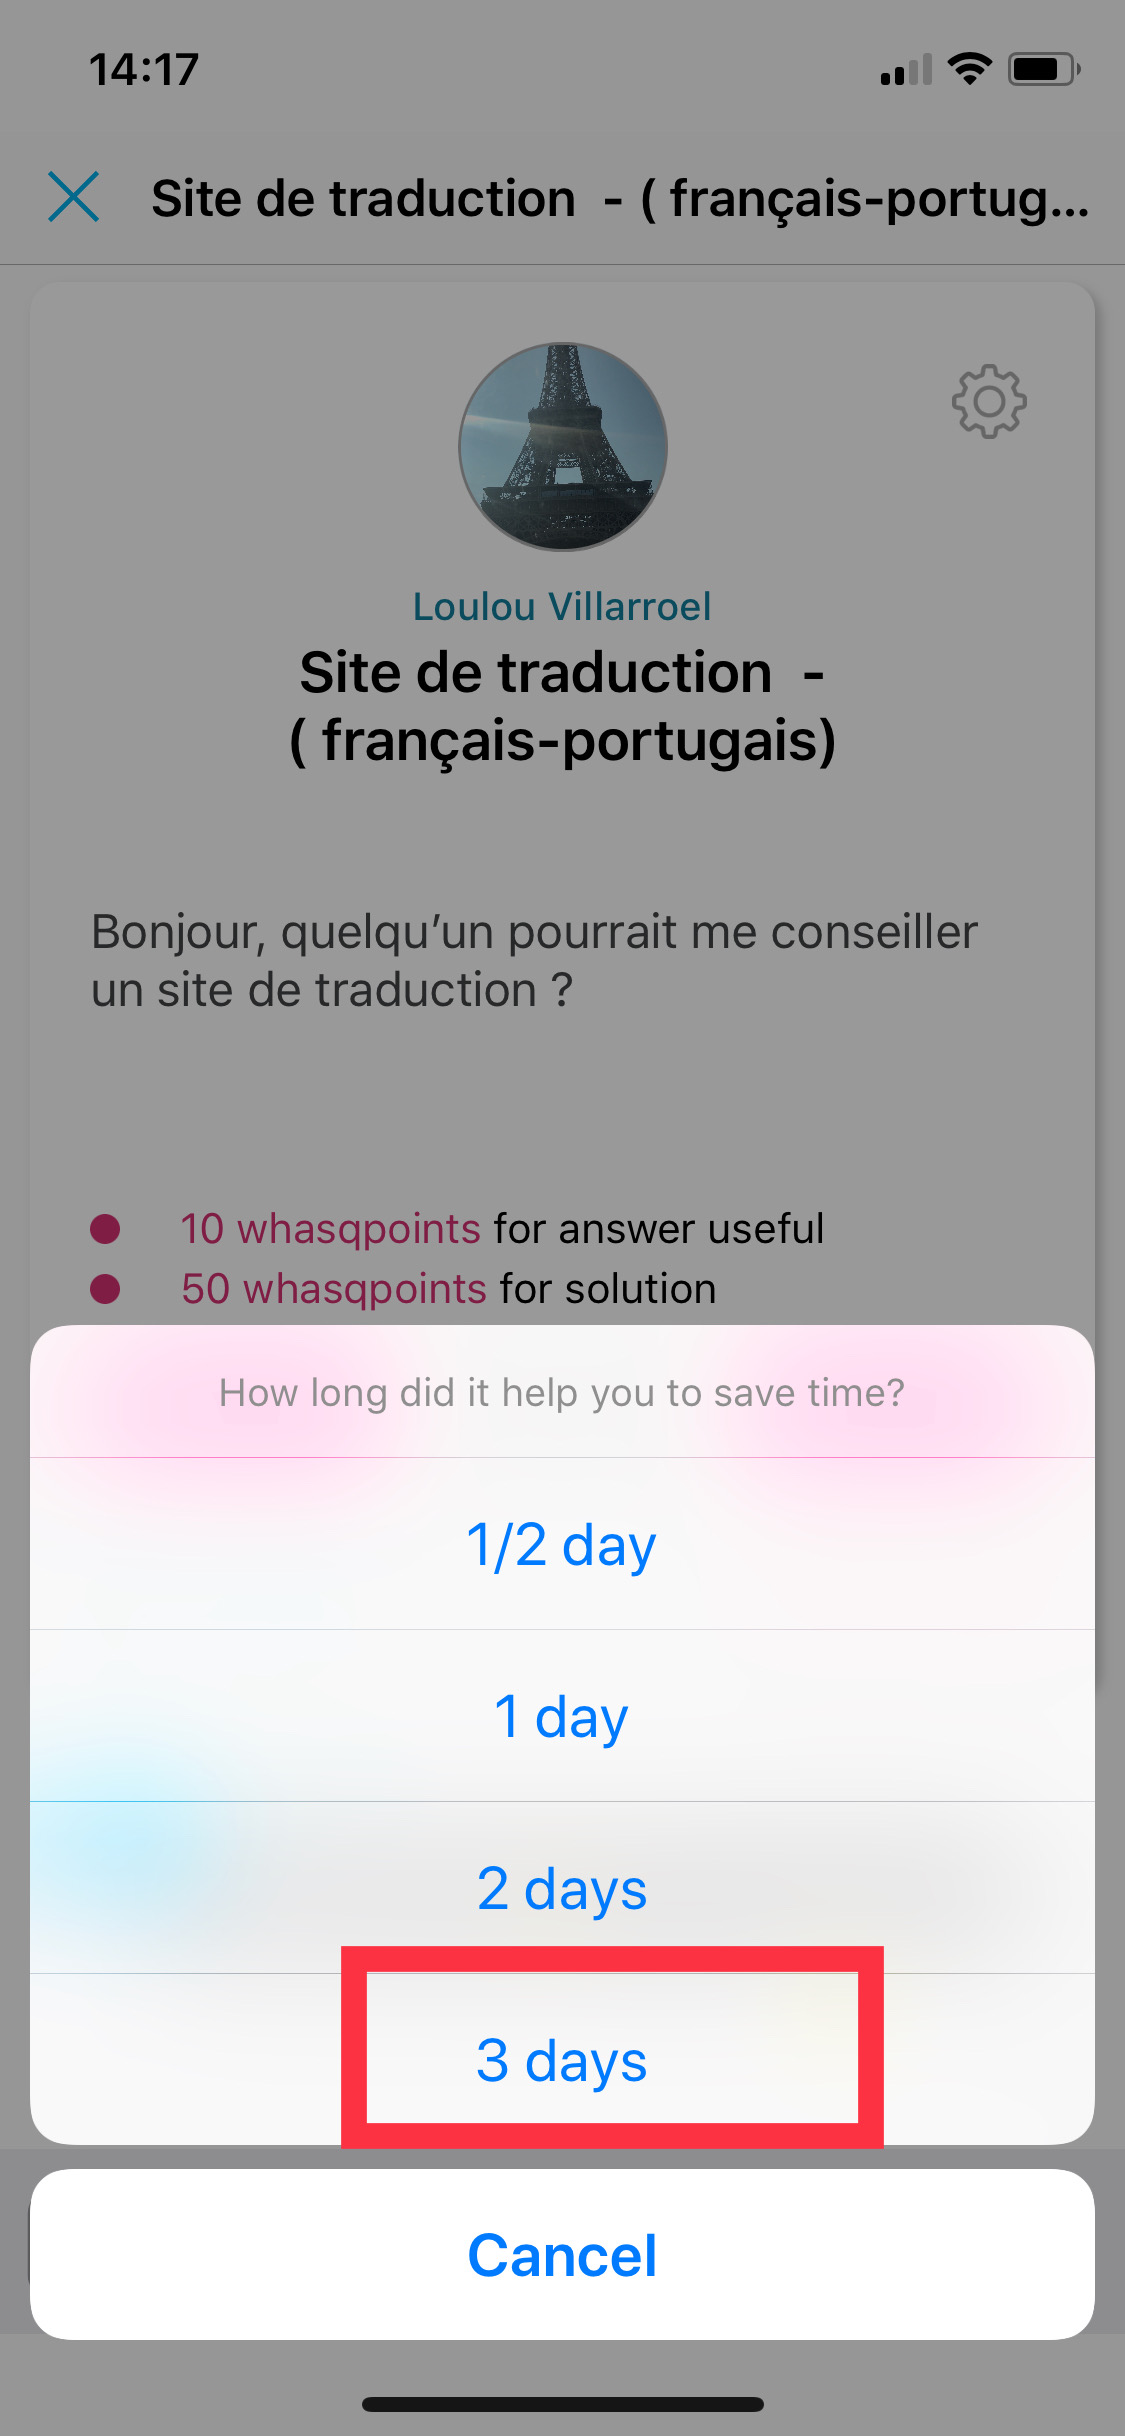 14:17
Site de traduction  - ( français-portug...
Loulou Villarroel
Site de traduction  -
( français-portugais)
Bonjour, quelqu’un pourrait me conseiller
un site de traduction ?
10 whasqpoints for answer useful
50 whasqpoints for solution
How long did it help you to save time?
1/2 day
1 day
2 days
3 days
Cancel